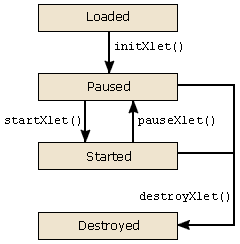 Loaded
initXlet()
Paused
startXlet()
pauseXlet()
Started
destroyXlet()
Destroyed